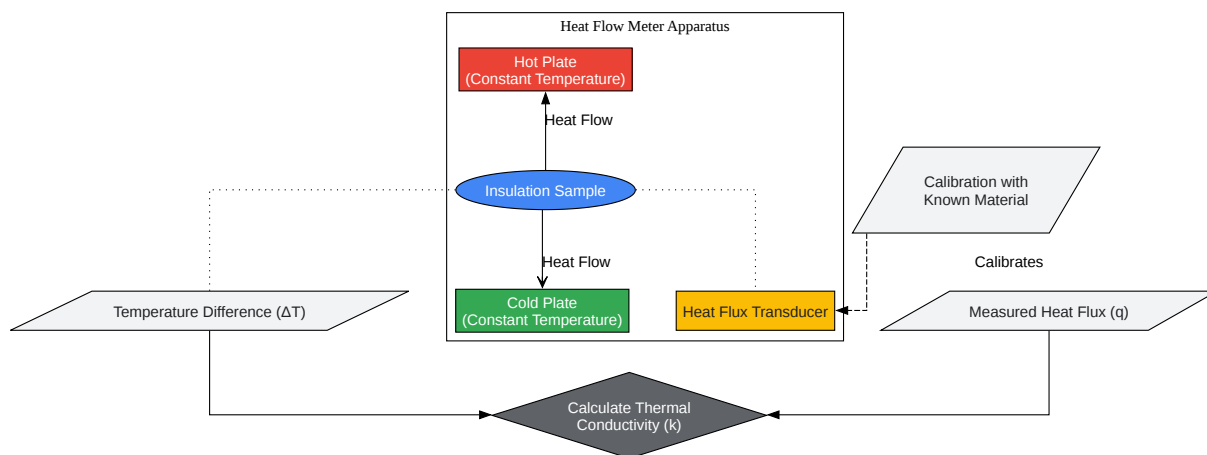 Heat Flow Meter Apparatus
Hot Plate
(Constant Temperature)
Heat Flow
Insulation Sample
Calibration with
Known Material
Heat Flow
Calibrates
Temperature Difference (ΔT)
Cold Plate
(Constant Temperature)
Heat Flux Transducer
Measured Heat Flux (q)
Calculate Thermal
Conductivity (k)